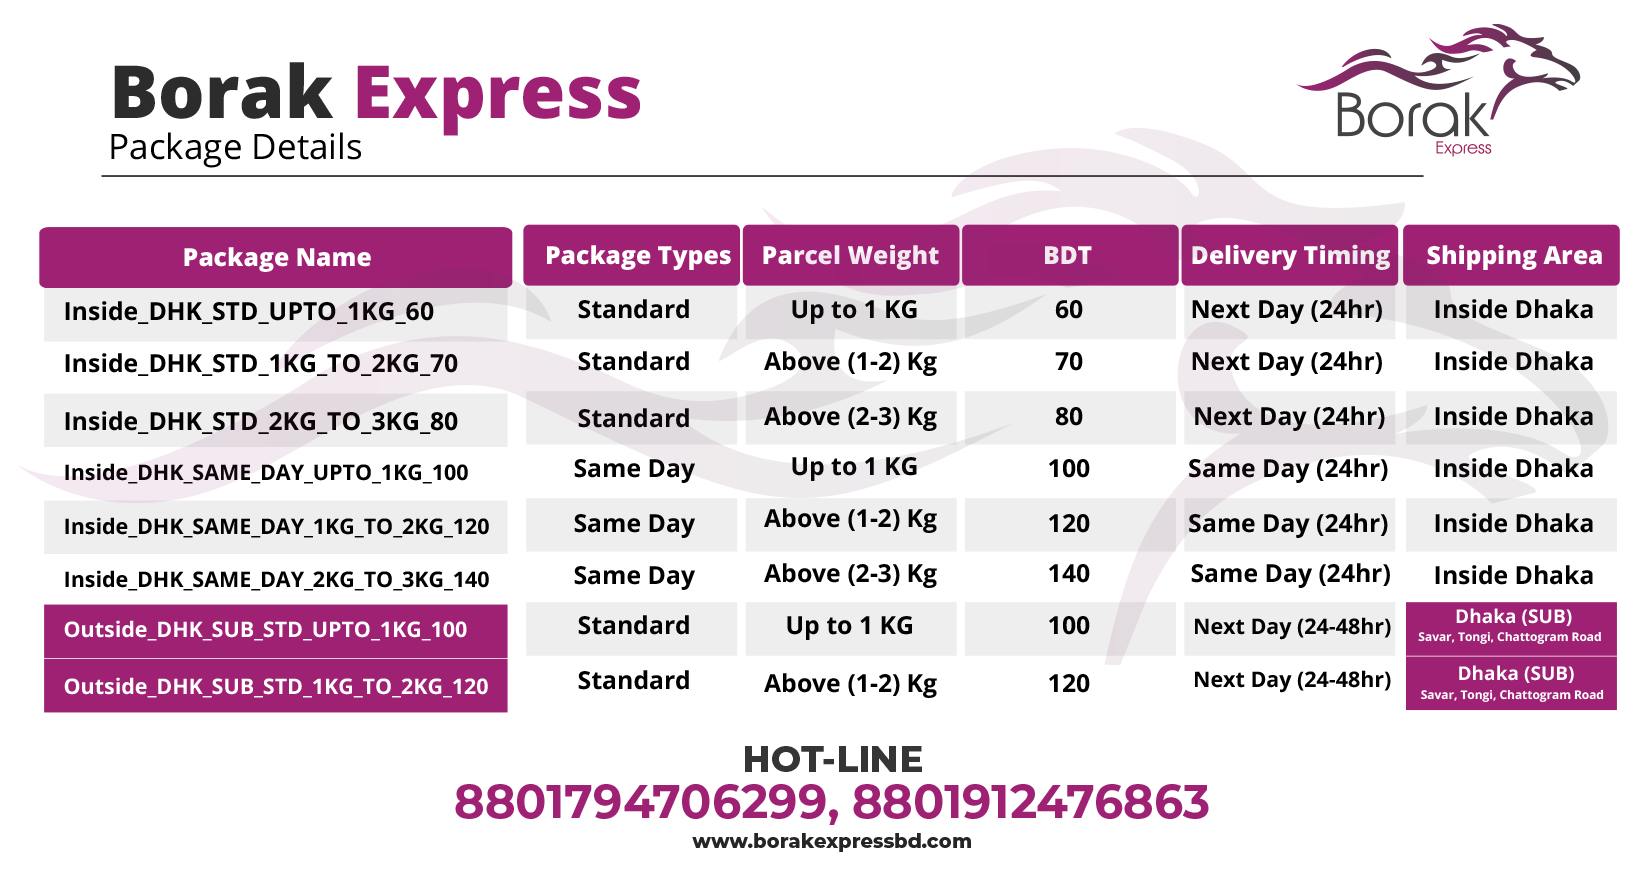 Borak Express
Package Details
Borak
Express
Package Name Package Types Parcel Weight BDT Delivery Timing Shipping Area
Inside_DHK_STD_UPTO_1KG_60 Standard Up to 1 KG 60 Next Day (24hr) Inside Dhaka
Inside_DHK_STD_1KG_TO_2KG_70 Standard Above (1-2) Kg 70 Next Day (24hr) Inside Dhaka
Inside_DHK_STD_2KG_TO_3KG_80 Standard Above (2-3) Kg 80 Next Day (24hr) Inside Dhaka
Inside_DHK_SAME_DAY_UPTO_1KG_100 Same Day Up to 1 KG 100 Same Day (24hr) Inside Dhaka
Inside_DHK_SAME_DAY_1KG_TO_2KG_120 Same Day Above (1-2) Kg 120 Same Day (24hr) Inside Dhaka
Inside_DHK_SAME_DAY_2KG_TO_3KG_140 Same Day Above (2-3) Kg 140 Same Day (24hr) Inside Dhaka
Outside_DHK_SUB_STD_UPTO_1KG_100 Standard Up to 1 KG 100 Next Day (24-48hr) Dhaka (SUB)
Savar, Tongi, Chattogram Road
Outside_DHK_SUB_STD_1KG_TO_2KG_120 Standard Above (1-2) Kg 120 Next Day (24-48hr) Dhaka (SUB)
Savar, Tongi, Chattogram Road
HOT-LINE
8801794706299, 8801912476863
www.borakexpressbd.com